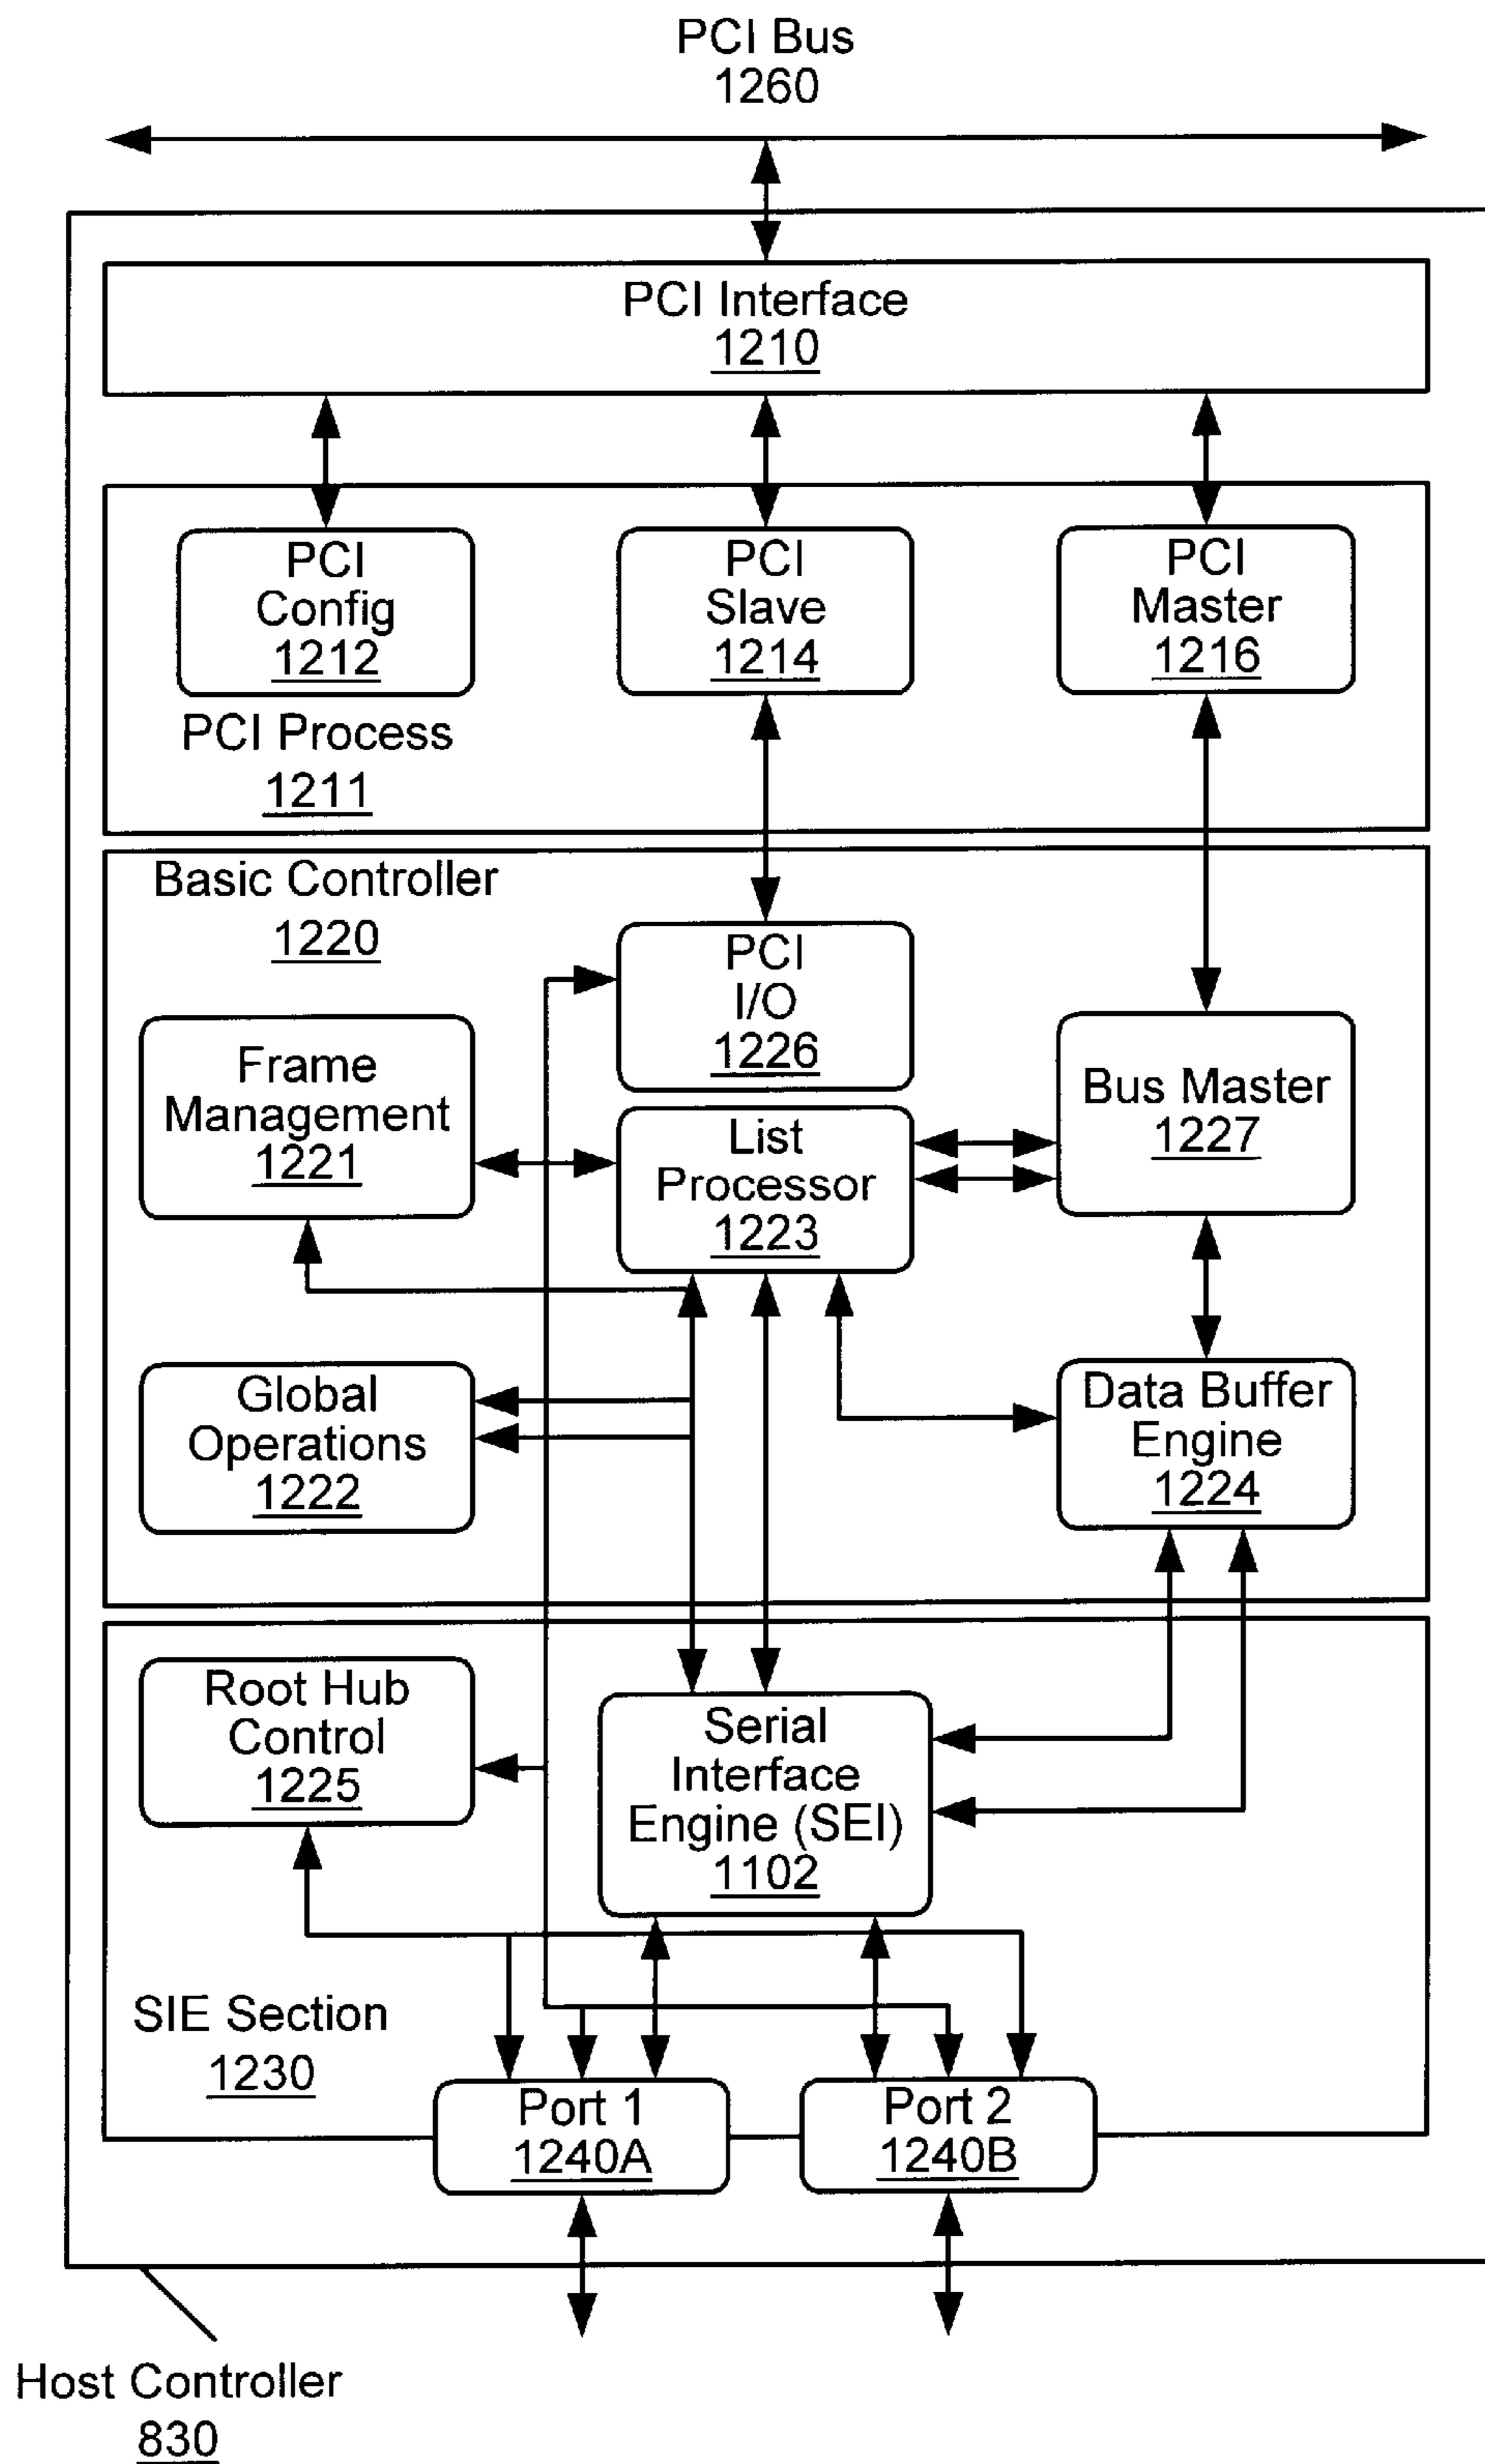 PCI Bus
1260
PCI Interface
1210
PCI
Config
1212
PCI
Slave
1214
PCI
Master
1216
PCI Process
1211
Basic Controller
1220
PCI
I/O
1226
Frame
Management
1221
List
Processor
1223
Bus Master
1227
Global
Operations
1222
Data Buffer
Engine
1224
Root Hub
Control
1225
Serial
Interface
Engine (SEI)
1102
SIE Section
1230
Port 1
1240A
Port 2
1240B
Host Controller
830